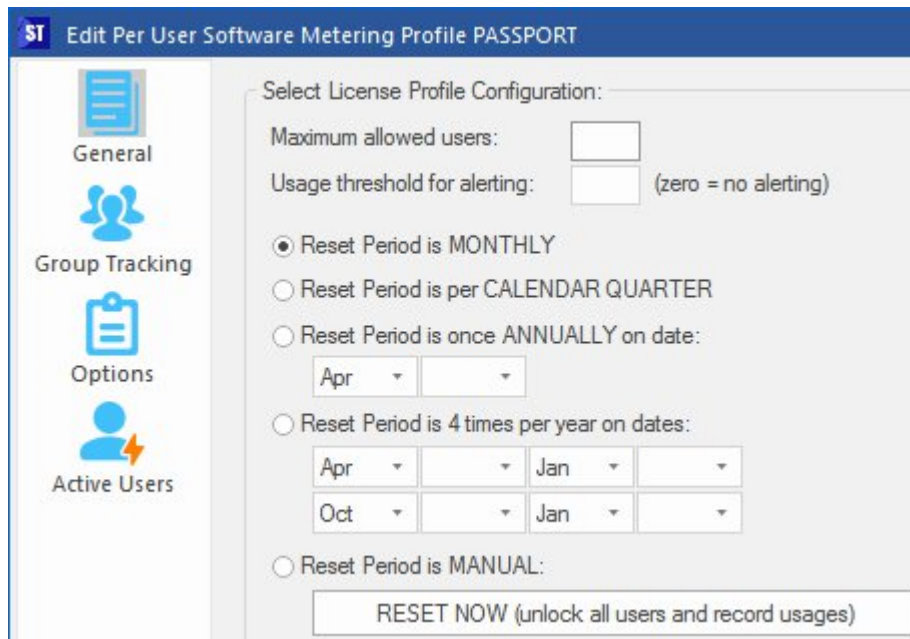 ST Edit Per User Software Metering Profile PASSPORT
General
Group Tracking
Options
Active Users
Select License Profile Configuration:
Maximum allowed users:
Usage threshold for alerting: (zero = no alerting)
Reset Period is MONTHLY
Reset Period is per CALENDAR QUARTER
Reset Period is once ANNUALLY on date:
Apr
Reset Period is 4 times per year on dates:
Apr Jan
Oct Jan
Reset Period is MANUAL:
RESET NOW (unlock all users and record usages)